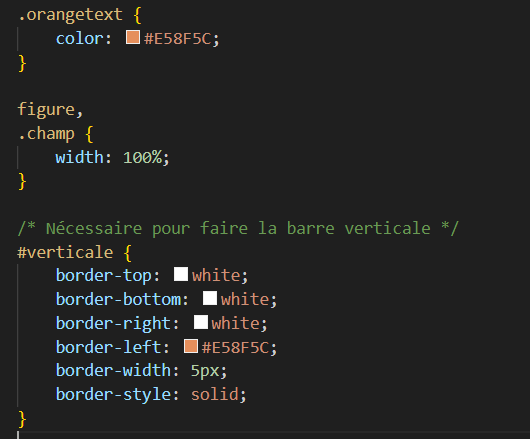 .orangetext {
    color: #E58F5C;
}

figure,
.champ {
    width: 100%;
}

/* Nécessaire pour faire la barre verticale */
#verticale {
    border-top: white;
    border-bottom: white;
    border-right: white;
    border-left: #E58F5C;
    border-width: 5px;
    border-style: solid;
}